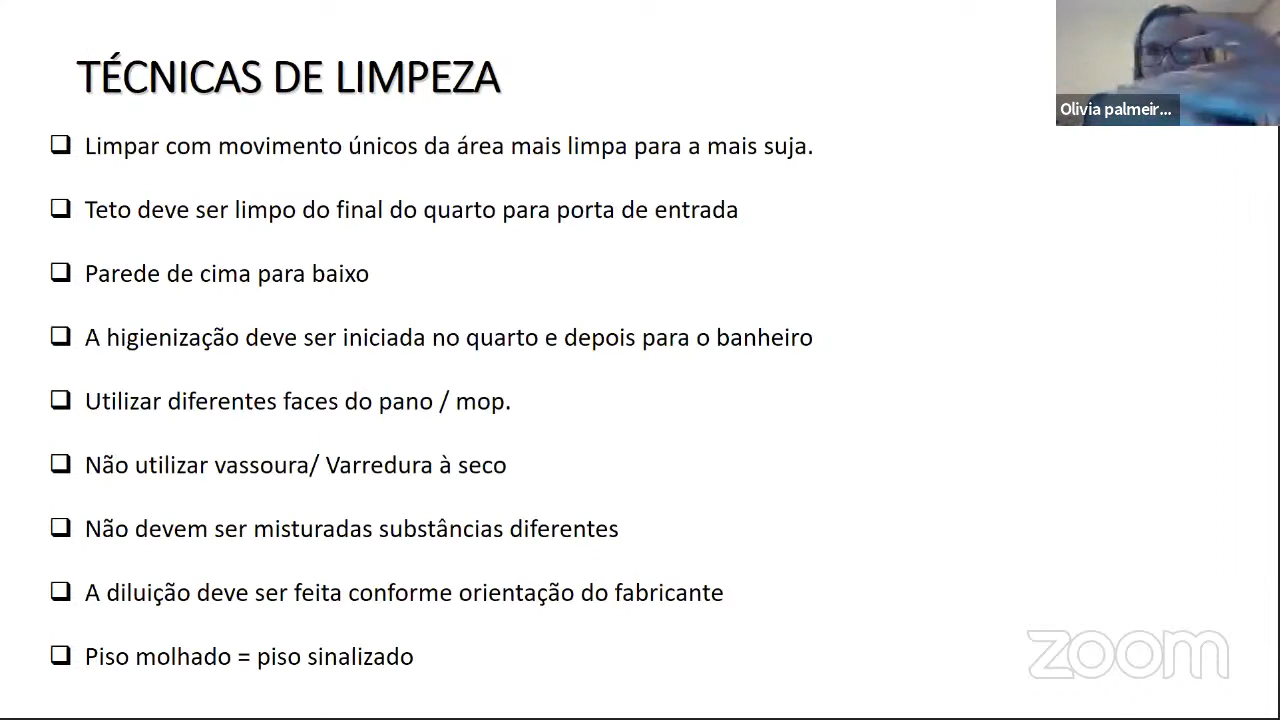 TÉCNICAS DE LIMPEZA
Olivia palmeir...
Limpar com movimento únicos da área mais limpa para a mais suja.
Teto deve ser limpo do final do quarto para porta de entrada
Parede de cima para baixo
A higienização deve ser iniciada no quarto e depois para o banheiro
Utilizar diferentes faces do pano / mop.
Não utilizar vassoura/ Varredura à seco
Não devem ser misturadas substâncias diferentes
A diluição deve ser feita conforme orientação do fabricante
Piso molhado = piso sinalizado
zoom